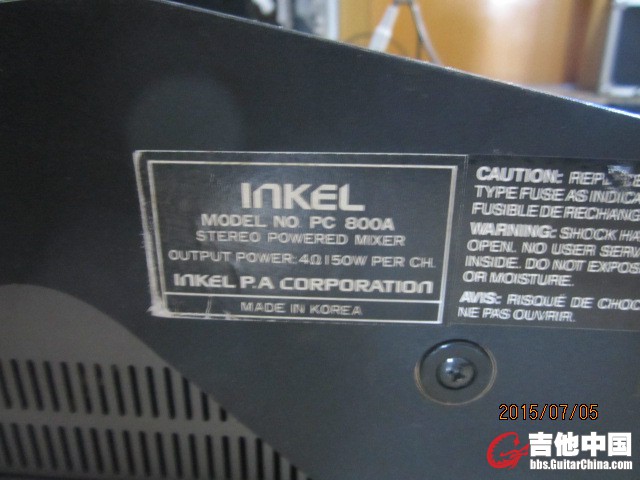 INKEL
MODEL NO. PC 800A
STEREO POWERED MIXER
OUTPUT POWER: 4Ω 150W PER CH.
INKEL P.A CORPORATION
MADE IN KOREA
CAUTION: REPLACE
TYPE FUSE AS INDICA
FUSIBLE DE RECHANG
WARNING: SHOCK HA
OPEN. NO USER SERV
INSIDE. DO NOT EXPOS
OR MOISTURE.
AVIS: RISQUE DE CHOC
NE PAS OUVRIR.
2015/07/05
吉他中国
bbs.GuitarChina.com